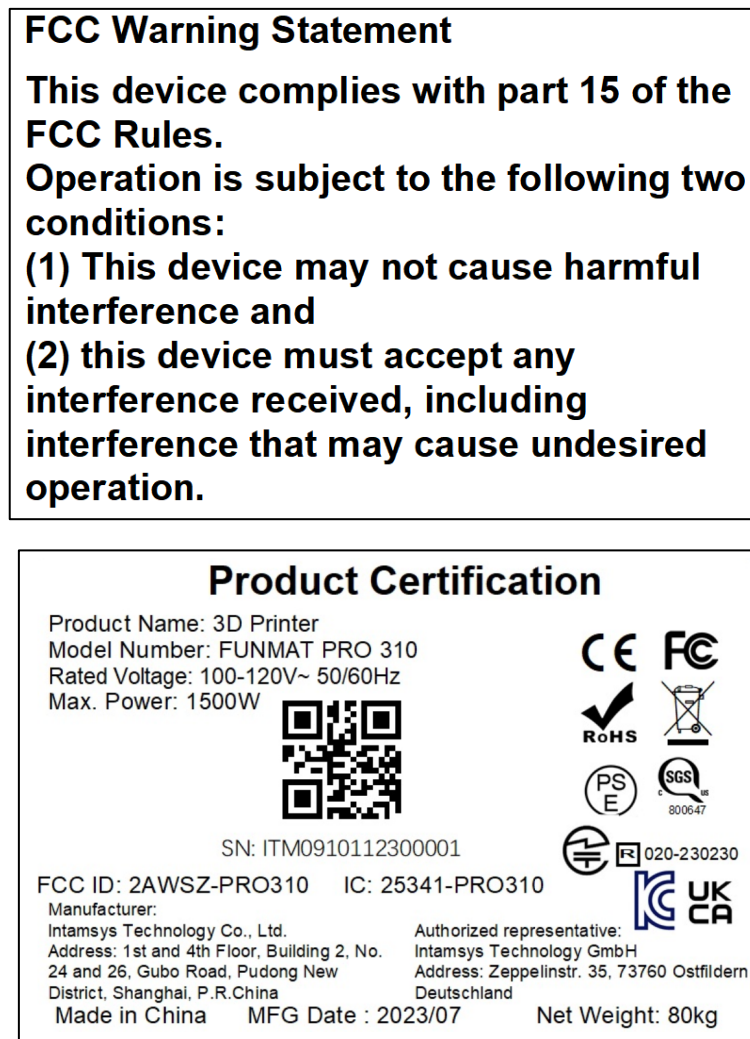 FCC Warning Statement
This device complies with part 15 of the
FCC Rules.
Operation is subject to the following two
conditions:
(1) This device may not cause harmful
interference and
(2) this device must accept any
interference received, including
interference that may cause undesired
operation.
Product Certification
Product Name: 3D Printer
Model Number: FUNMAT PRO 310
Rated Voltage: 100-120V~ 50/60Hz
Max. Power: 1500W
CE FC
RoHS
PS
E
SGS
C US
800647
R 020-230230
SN: ITM0910112300001
FCC ID: 2AWSZ-PRO310 IC: 25341-PRO310
KC
UK
CA
Manufacturer:
Intamsys Technology Co., Ltd.
Address: 1st and 4th Floor, Building 2, No.
24 and 26, Gubo Road, Pudong New
District, Shanghai, P.R.China
Authorized representative:
Intamsys Technology GmbH
Address: Zeppelinstr. 35, 73760 Ostfildern
Deutschland
Made in China MFG Date : 2023/07 Net Weight: 80kg